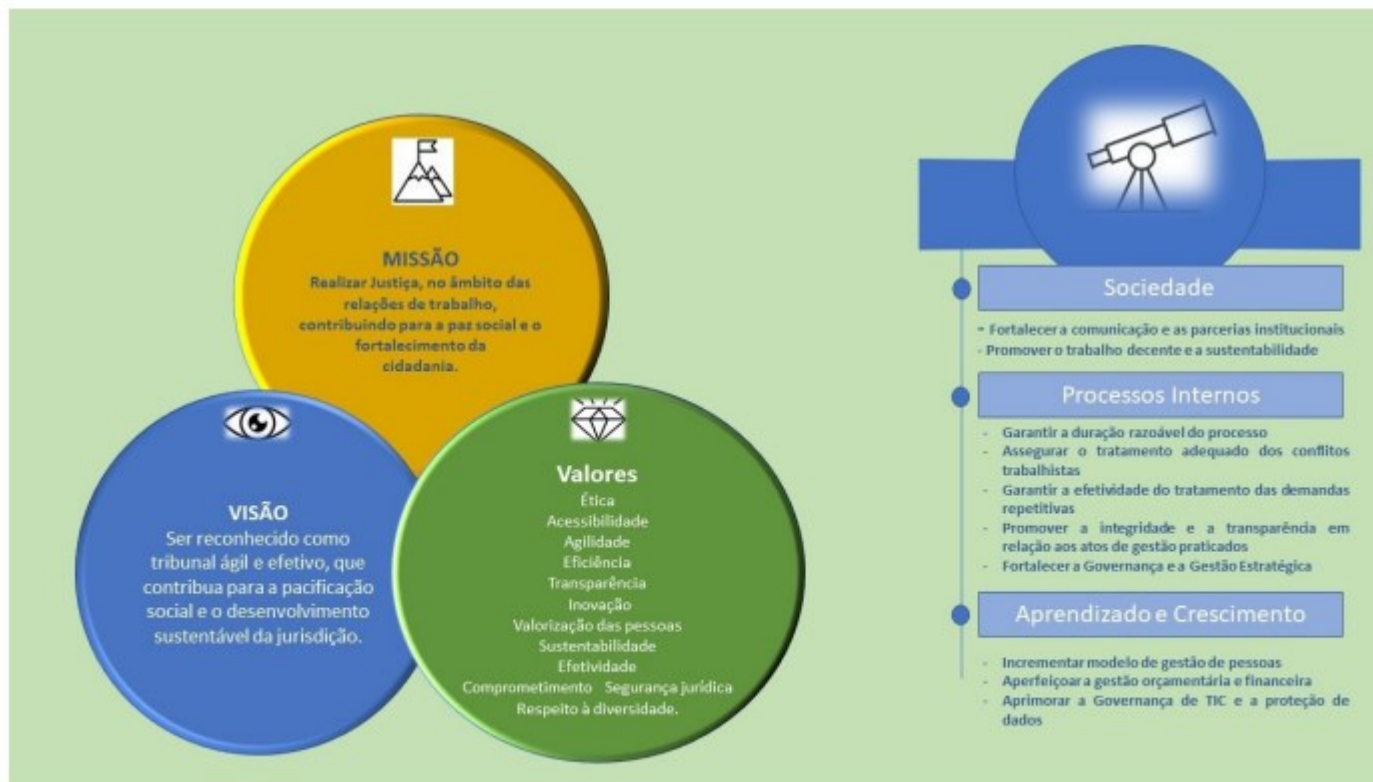 MISSÃO
Realizar Justiça, no âmbito das
relações de trabalho,
contribuindo para a paz social e o
fortalecimento da
cidadania.
VISÃO
Ser reconhecido como
tribunal ágil e efetivo, que
contribua para a pacificação
social e o desenvolvimento
sustentável da jurisdição.
Valores
Ética
Acessibilidade
Agilidade
Eficiência
Transparência
Inovação
Valorização das pessoas
Sustentabilidade
Efetividade
Comprometimento Segurança jurídica
Respeito à diversidade.
Sociedade
- Fortalecer a comunicação e as parcerias institucionais
- Promover o trabalho decente e a sustentabilidade
Processos Internos
- Garantir a duração razoável do processo
- Assegurar o tratamento adequado dos conflitos
trabalhistas
- Garantir a efetividade do tratamento das demandas
repetitivas
- Promover a integridade e a transparência em
relação aos atos de gestão praticados
- Fortalecer a Governança e a Gestão Estratégica
Aprendizado e Crescimento
- Incrementar modelo de gestão de pessoas
- Aperfeiçoar a gestão orçamentária e financeira
- Aprimorar a Governança de TIC e a proteção de
dados